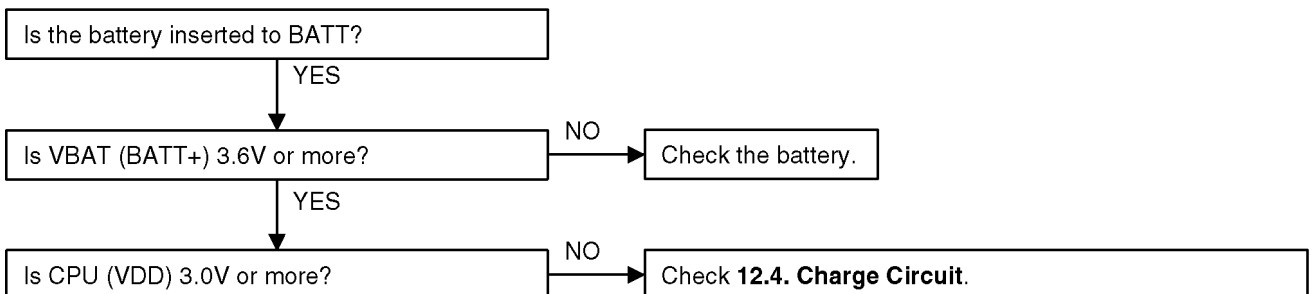 Is the battery inserted to BATT?
YES
Is VBAT (BATT+) 3.6V or more?
NO
Check the battery.
YES
Is CPU (VDD) 3.0V or more?
NO
Check 12.4. Charge Circuit.